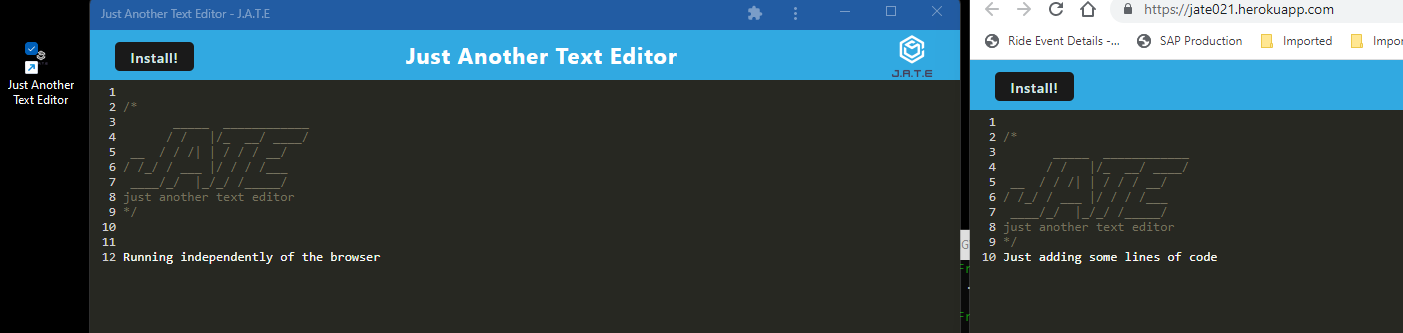 Just Another
Text Editor
Just Another Text Editor - J.A.T.E
Install!
Just Another Text Editor
J.A.T.E
1
2 /*
3        _____  ____________
4       / /   |/_  __/ ____/
5  __  / / /| | / / / __/
6 / /_/ / ___ |/ / / /___
7  ____/_/  |_/_/ /_____/
8 just another text editor
9 */
10
11
12 Running independently of the browser
G
Fr
Fr
https://jate021.herokuapp.com
Ride Event Details -...
SAP Production
Imported
Impor
Install!
1
2 /*
3        _____  ____________
4       / /   |/_  __/ ____/
5  __  / / /| | / / / __/
6 / /_/ / ___ |/ / / /___
7  ____/_/  |_/_/ /_____/
8 just another text editor
9 */
10 Just adding some lines of code